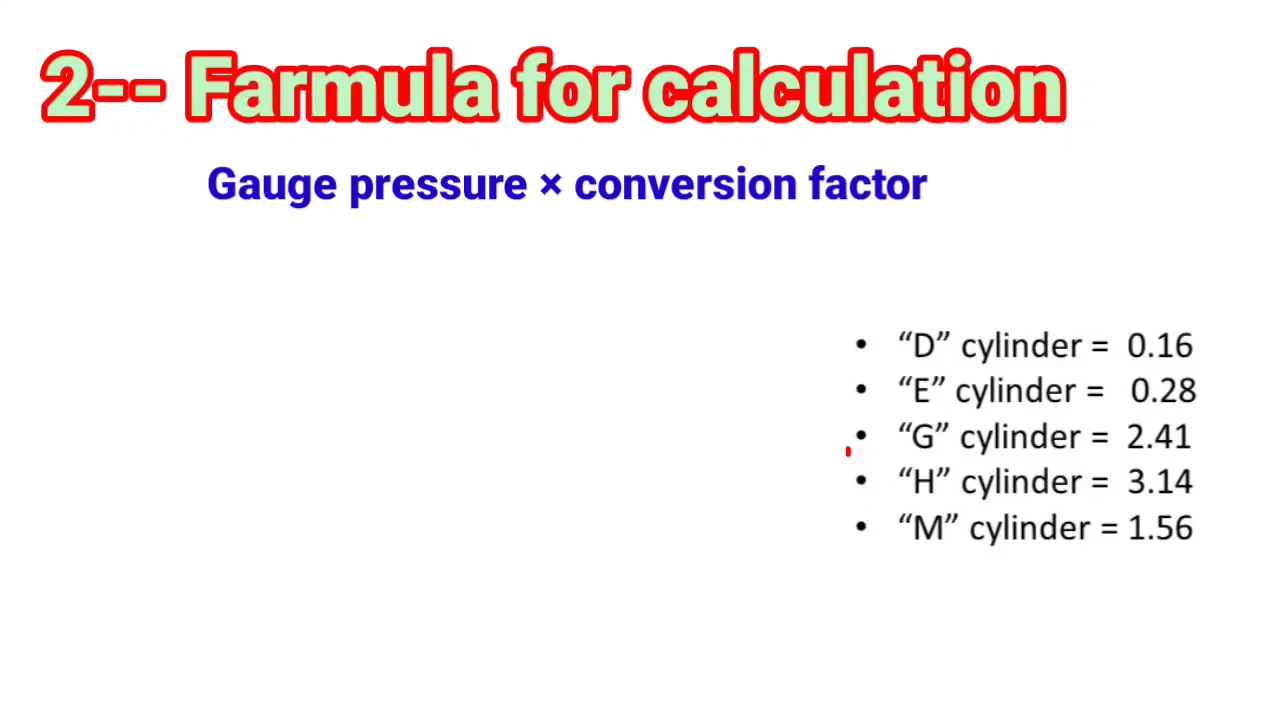 2-- Farmula for calculation
Gauge pressure × conversion factor
• “D” cylinder = 0.16
• “E” cylinder = 0.28
• “G” cylinder = 2.41
• “H” cylinder = 3.14
• “M” cylinder = 1.56